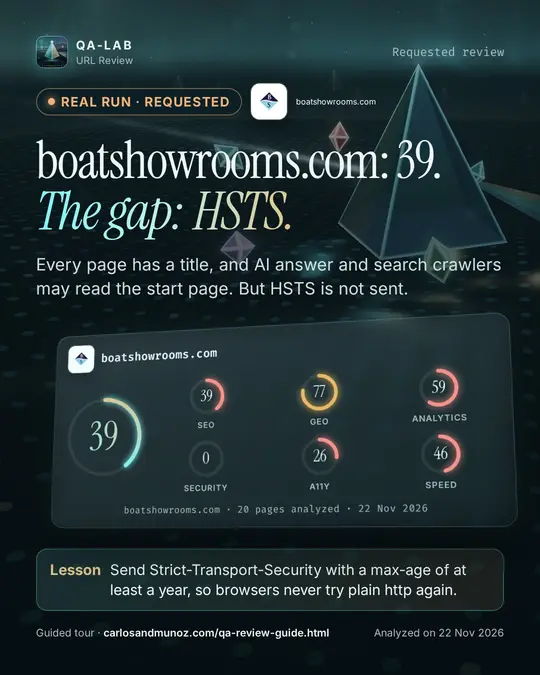 QA-LAB
URL Review
Requested review
REAL RUN · REQUESTED
boatshowrooms.com
boatshowrooms.com: 39.
The gap: HSTS.
Every page has a title, and AI answer and search crawlers
may read the start page. But HSTS is not sent.
boatshowrooms.com
39
39
SEO
77
GEO
59
ANALYTICS
0
SECURITY
26
A11Y
46
SPEED
boatshowrooms.com · 20 pages analyzed · 22 Nov 2026
Lesson
Send Strict-Transport-Security with a max-age of at
least a year, so browsers never try plain http again.
Guided tour · carlosandmunoz.com/qa-review-guide.html
Analyzed on 22 Nov 2026